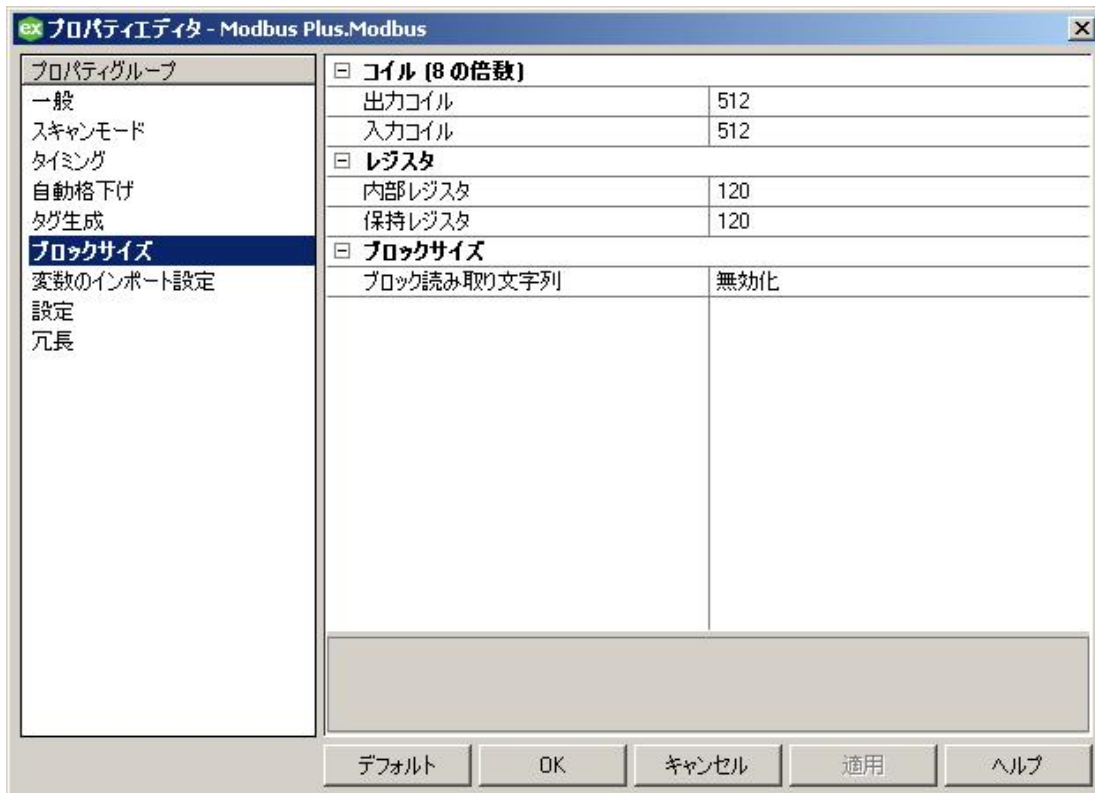 ex プロパティエディタ - Modbus Plus.Modbus
プロパティグループ
一般
スキャンモード
タイミング
自動格下げ
タグ生成
ブロックサイズ
変数のインポート設定
設定
冗長
コイル (8 の倍数)
出力コイル 512
入力コイル 512
レジスタ
内部レジスタ 120
保持レジスタ 120
ブロックサイズ
ブロック読み取り文字列 無効化
デフォルト OK キャンセル 適用 ヘルプ